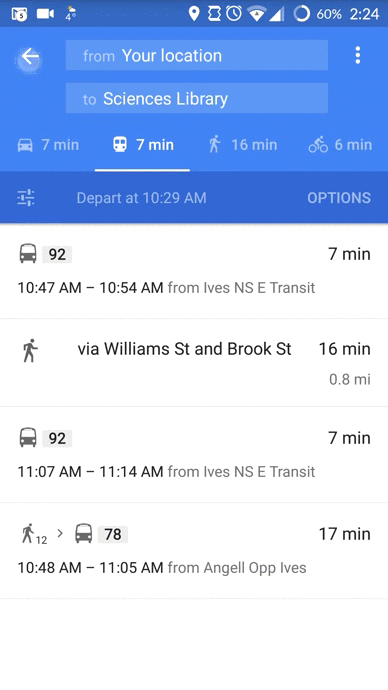 5 4° 60% 2:24
from Your location
to Sciences Library
7 min 7 min 16 min 6 min
Depart at 10:29 AM OPTIONS
92 7 min
10:47 AM – 10:54 AM from Ives NS E Transit
via Williams St and Brook St 16 min
0.8 mi
92 7 min
11:07 AM – 11:14 AM from Ives NS E Transit
12 > 78 17 min
10:48 AM – 11:05 AM from Angell Opp Ives